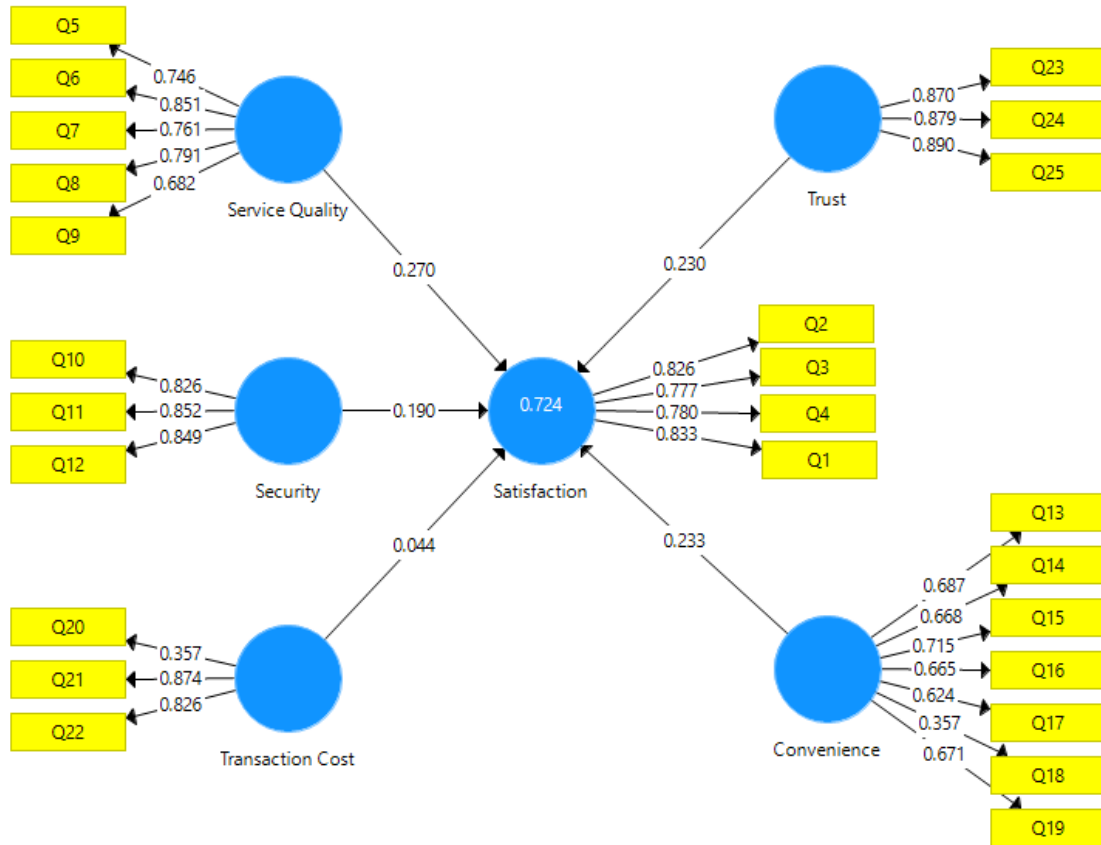 Q5
Q6
Q7
Q8
Q9
0.746
0.851
0.761
0.791
0.682
Service Quality
0.270
Q23
Q24
Q25
0.870
0.879
0.890
Trust
0.230
Q10
Q11
Q12
0.826
0.852
0.849
Security
0.190
0.724
Satisfaction
0.826
0.777
0.780
0.833
Q2
Q3
Q4
Q1
Q20
Q21
Q22
0.357
0.874
0.826
Transaction Cost
0.044
0.233
Convenience
0.687
0.668
0.715
0.665
0.624
0.357
0.671
Q13
Q14
Q15
Q16
Q17
Q18
Q19